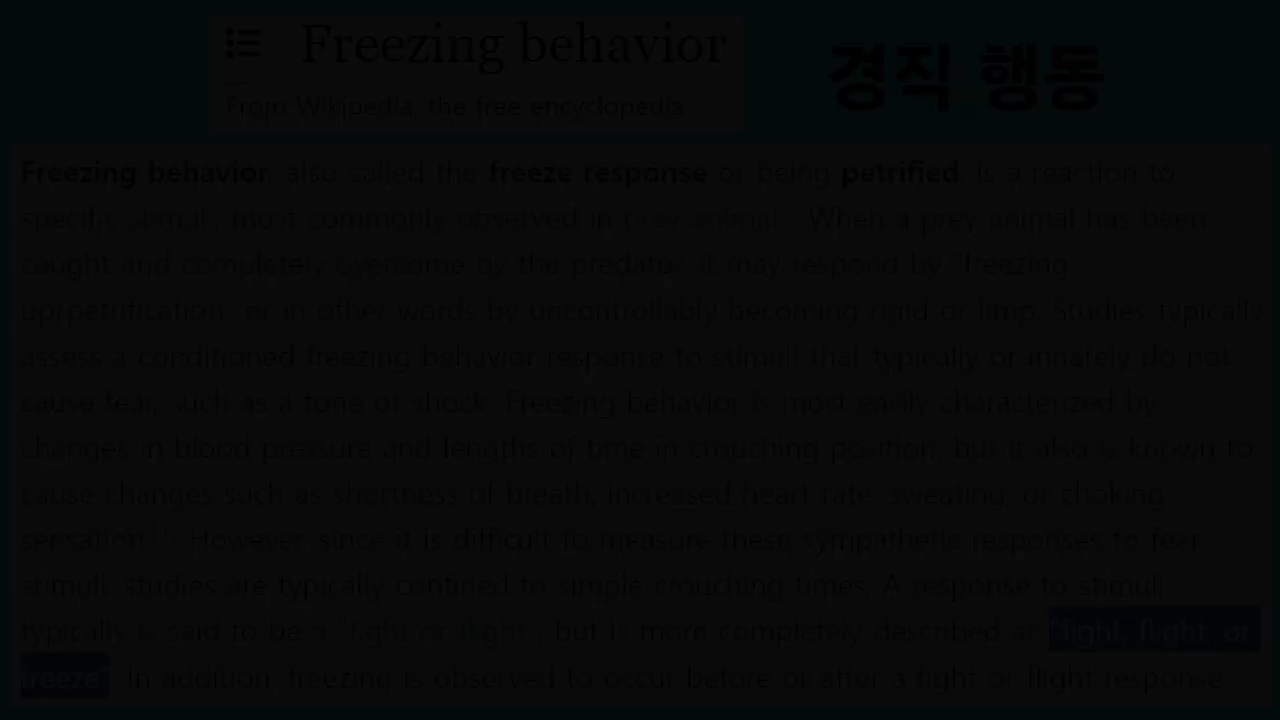 Freezing behavior
경직 행동
From Wikipedia, the free encyclopedia
Freezing behavior, also called the freeze response or being petrified, is a reaction to
specific stimuli, most commonly observed in prey animals. When a prey animal has been
caught and completely overcome by the predator, it may respond by "freezing
up/petrification" or in other words by uncontrollably becoming rigid or limp. Studies typically
assess a conditioned freezing behavior response to stimuli that typically or innately do not
cause fear, such as a tone or shock. Freezing behavior is most easily characterized by
changes in blood pressure and lengths of time in crouching position, but it also is known to
cause changes such as shortness of breath, increased heart rate, sweating, or choking
sensation.[1] However, since it is difficult to measure these sympathetic responses to fear
stimuli, studies are typically confined to simple crouching times. A response to stimuli
typically is said to be a "fight or flight", but is more completely described as "fight, flight, or
freeze". In addition, freezing is observed to occur before or after a fight or flight response.